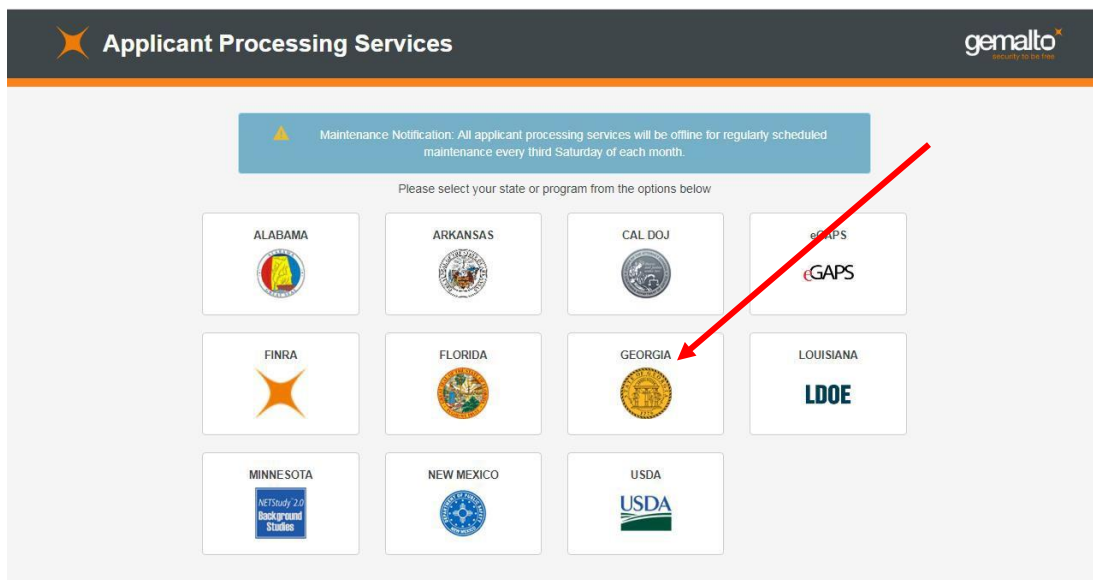 Applicant Processing Services
gemalto
security to be free
Maintenance Notification: All applicant processing services will be offline for regularly scheduled
maintenance every third Saturday of each month.
Please select your state or program from the options below
ALABAMA
ARKANSAS
CAL DOJ
eGAPS
eGAPS
FINRA
FLORIDA
GEORGIA
LOUISIANA
LDOE
MINNESOTA
NETStudy 2.0
Background
Studies
NEW MEXICO
USDA
USDA